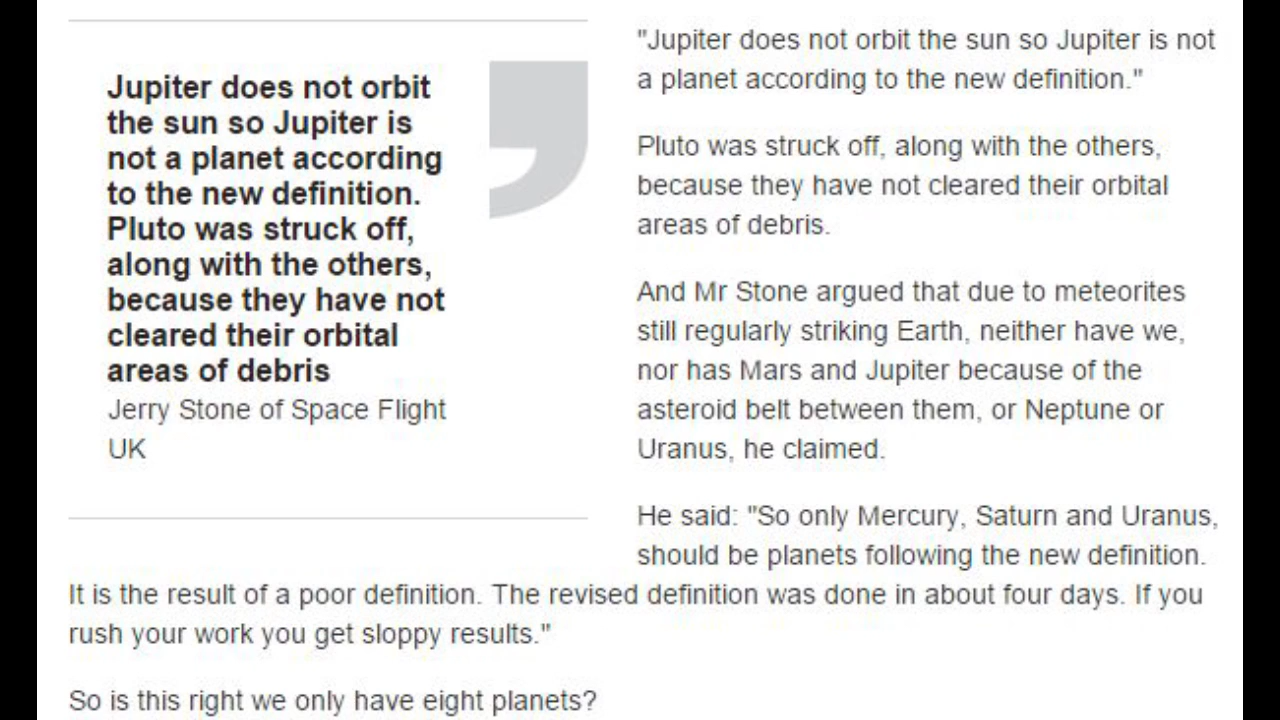 Jupiter does not orbit
the sun so Jupiter is
not a planet according
to the new definition.
Pluto was struck off,
along with the others,
because they have not
cleared their orbital
areas of debris
Jerry Stone of Space Flight
UK
"Jupiter does not orbit the sun so Jupiter is not
a planet according to the new definition."
Pluto was struck off, along with the others,
because they have not cleared their orbital
areas of debris.
And Mr Stone argued that due to meteorites
still regularly striking Earth, neither have we,
nor has Mars and Jupiter because of the
asteroid belt between them, or Neptune or
Uranus, he claimed.
He said: "So only Mercury, Saturn and Uranus,
should be planets following the new definition.
It is the result of a poor definition. The revised definition was done in about four days. If you
rush your work you get sloppy results."
So is this right we only have eight planets?